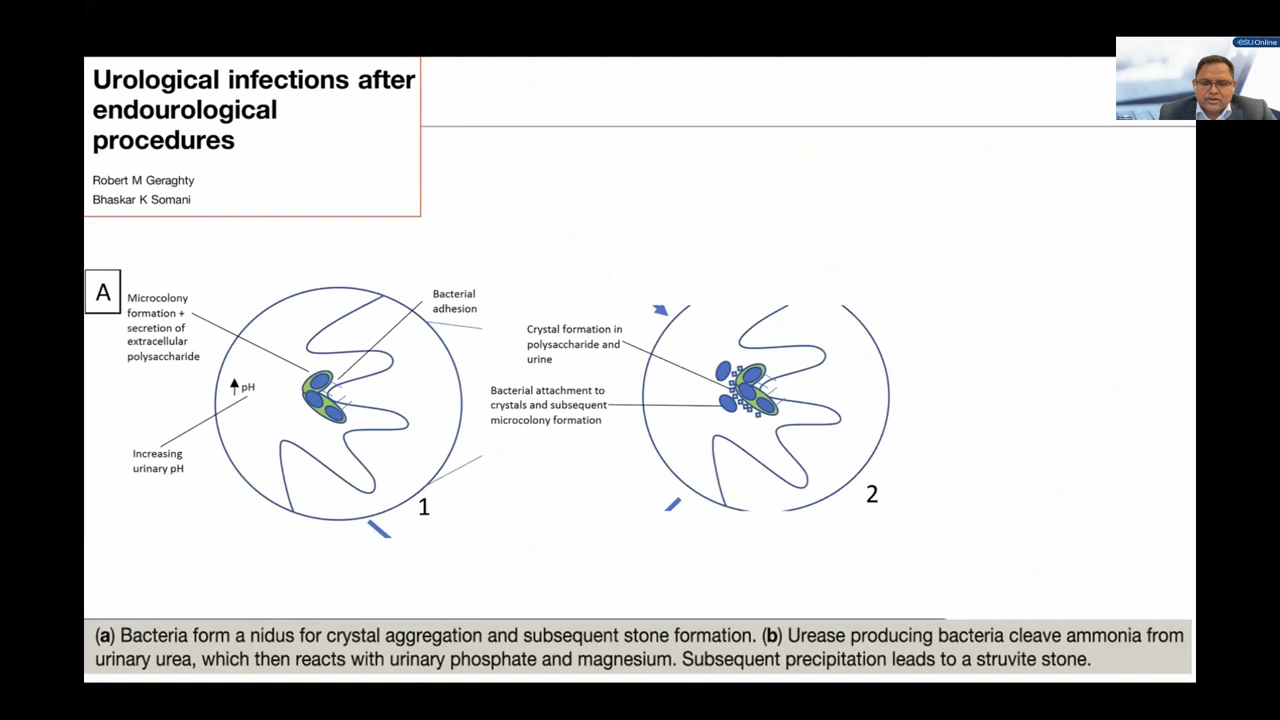 esu Online
Urological infections after
endourological
procedures
Robert M Geraghty
Bhaskar K Somani
A
Microcolony
formation +
secretion of
extracellular
polysaccharide
Bacterial
adhesion
pH
Increasing
urinary pH
1
Crystal formation in
polysaccharide and
urine
Bacterial attachment to
crystals and subsequent
microcolony formation
2
(a) Bacteria form a nidus for crystal aggregation and subsequent stone formation. (b) Urease producing bacteria cleave ammonia from
urinary urea, which then reacts with urinary phosphate and magnesium. Subsequent precipitation leads to a struvite stone.